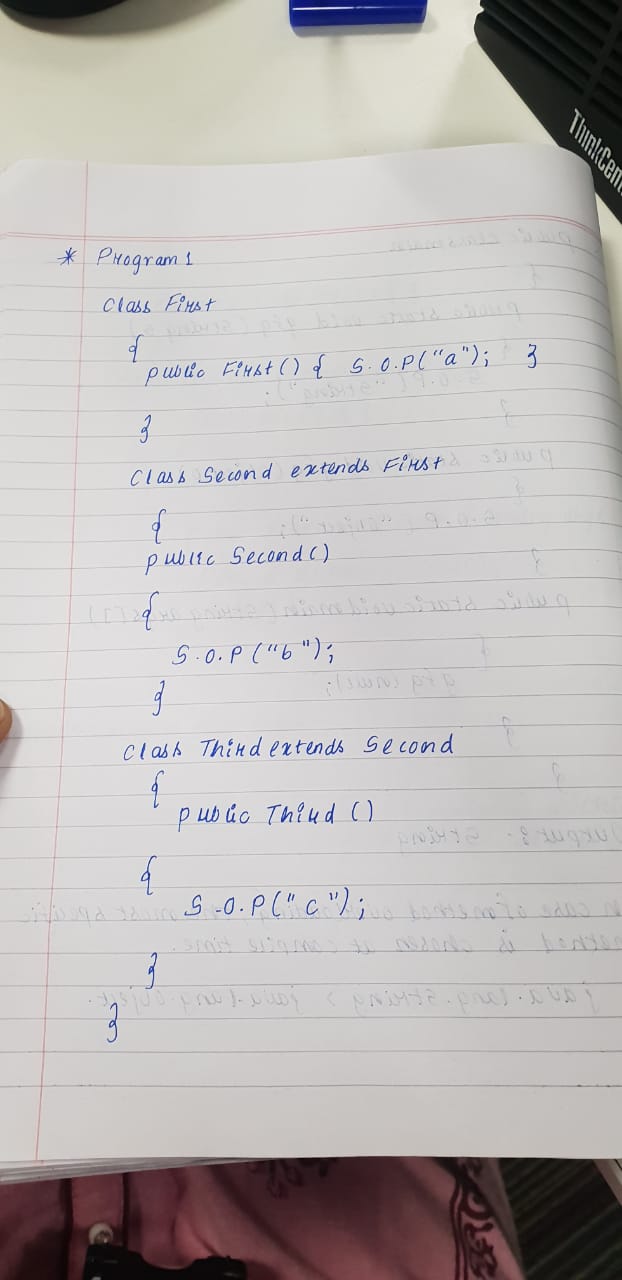 ThinkCen
* Program 1
Class First
{
public First() { S.O.P("a"); }
}
Class Second extends First
{
public Second()
{
S.O.P("b");
}
Class Third extends Second
{
public Third ()
{
S.O.P("c");
}
}